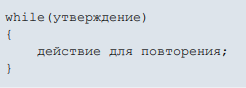 while(утверждение)
{
действие для повторения;
}